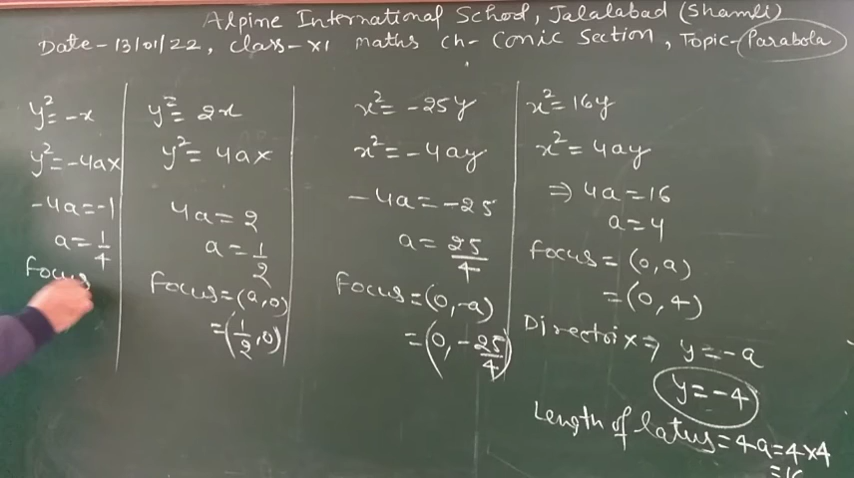 Alpine International School, Jalalabad (Shamli)
Date - 13/01/22, Class - XI maths ch- Conic Section, Topic- Parabola
y² = -x
y² = -4ax
-4a = -1
a = 1/4
focus
y² = 2x
y² = 4ax
4a = 2
a = 1/2
focus = (a,0)
= (1/2,0)
x² = -25y
x² = -4ay
-4a = -25
a = 25/4
focus = (0,-a)
= (0, -25/4)
x² = 16y
x² = 4ay
⇒ 4a = 16
a = 4
focus = (0,a)
= (0,4)
Directrix ⇒ y = -a
y = -4
Length of latus = 4a = 4×4
= 16